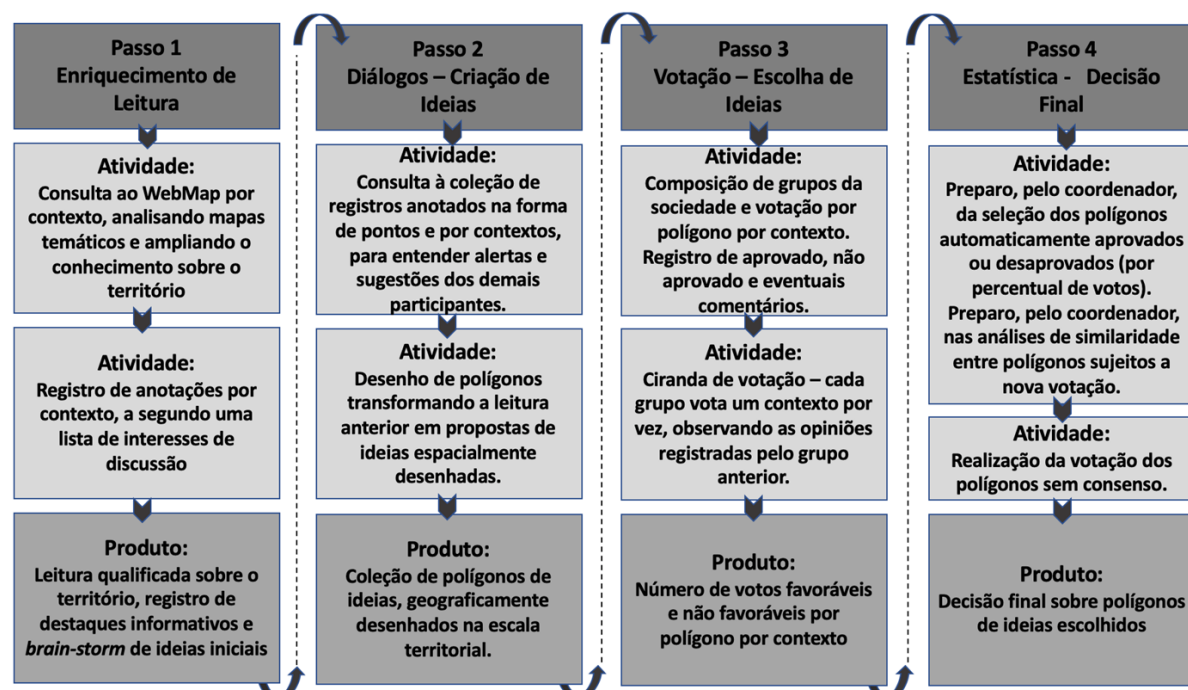 Passo 1
Enriquecimento de
Leitura
Atividade:
Consulta ao WebMap por
contexto, analisando mapas
temáticos e ampliando o
conhecimento sobre o
território
Atividade:
Registro de anotações por
contexto, a segundo uma
lista de interesses de
discussão
Produto:
Leitura qualificada sobre o
território, registro de
destaques informativos e
brain-storm de ideias iniciais
Passo 2
Diálogos – Criação de
Ideias
Atividade:
Consulta à coleção de
registros anotados na forma
de pontos e por contextos,
para entender alertas e
sugestões dos demais
participantes.
Atividade:
Desenho de polígonos
transformando a leitura
anterior em propostas de
ideias espacialmente
desenhadas.
Produto:
Coleção de polígonos de
ideias, geograficamente
desenhados na escala
territorial.
Passo 3
Votação – Escolha de
Ideias
Atividade:
Composição de grupos da
sociedade e votação por
polígono por contexto.
Registro de aprovado, não
aprovado e eventuais
comentários.
Atividade:
Ciranda de votação – cada
grupo vota um contexto por
vez, observando as opiniões
registradas pelo grupo
anterior.
Produto:
Número de votos favoráveis
e não favoráveis por
polígono por contexto
Passo 4
Estatística - Decisão
Final
Atividade:
Preparo, pelo coordenador,
da seleção dos polígonos
automaticamente aprovados
ou desaprovados (por
percentual de votos).
Preparo, pelo coordenador,
nas análises de similaridade
entre polígonos sujeitos a
nova votação.
Atividade:
Realização da votação dos
polígonos sem consenso.
Produto:
Decisão final sobre polígonos
de ideias escolhidos